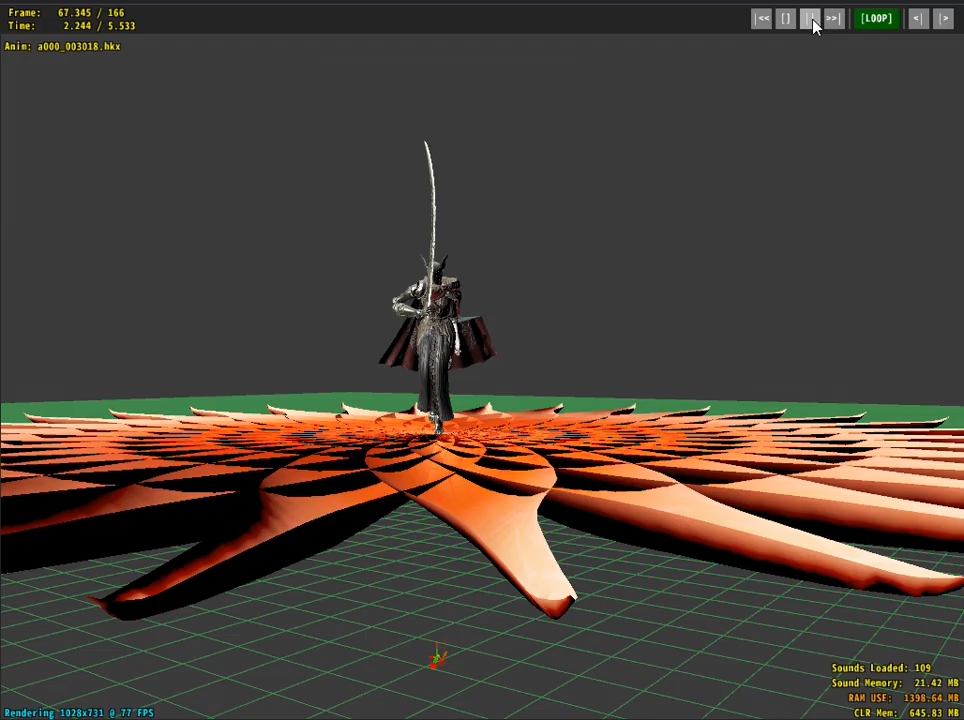 Frame: 67.345 / 166
Time: 2.244 / 5.533
|<< [] || >>| [LOOP] <| |>
Anim: a000_003018.hkx
Sounds Loaded: 109
Sound Memory: 21.42 MB
RAM USE: 1398.64 MB
Rendering 1028x731 @ 77 FPS
CLR Mem: 645.83 MB